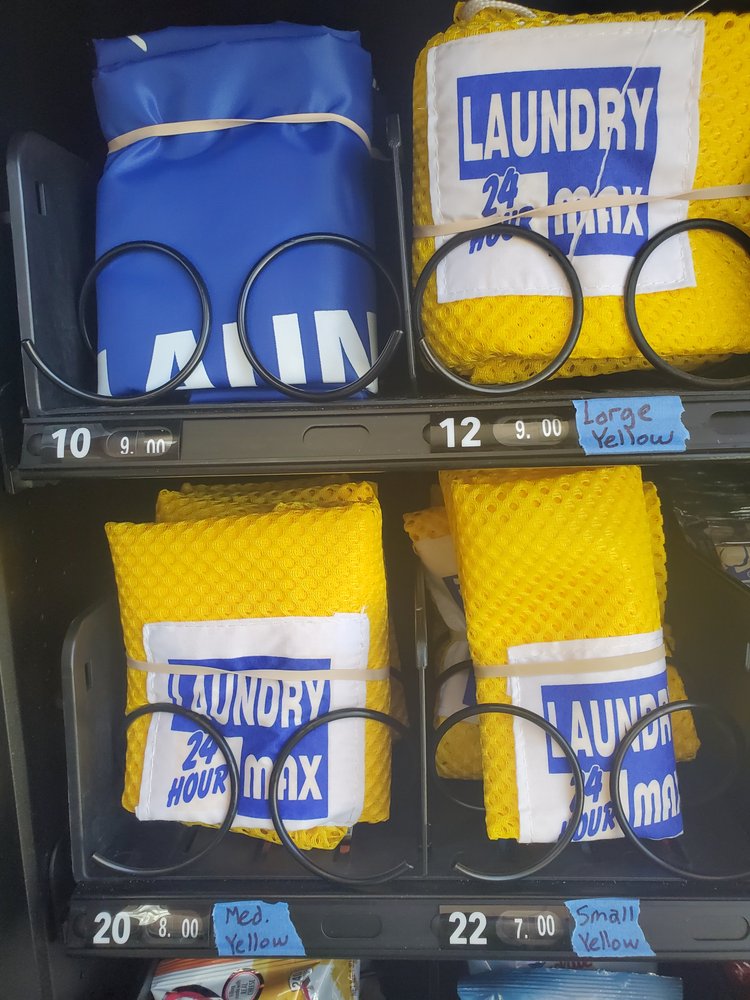 LAUN
LAUNDRY
24
HOUR
MAX
10 9.00
12 9.00
Large
Yellow
LAUNDRY
24
HOUR
MAX
LAUNDR
24
HOUR
MAX
20 8.00
Med.
Yellow
22 7.00
Small
Yellow